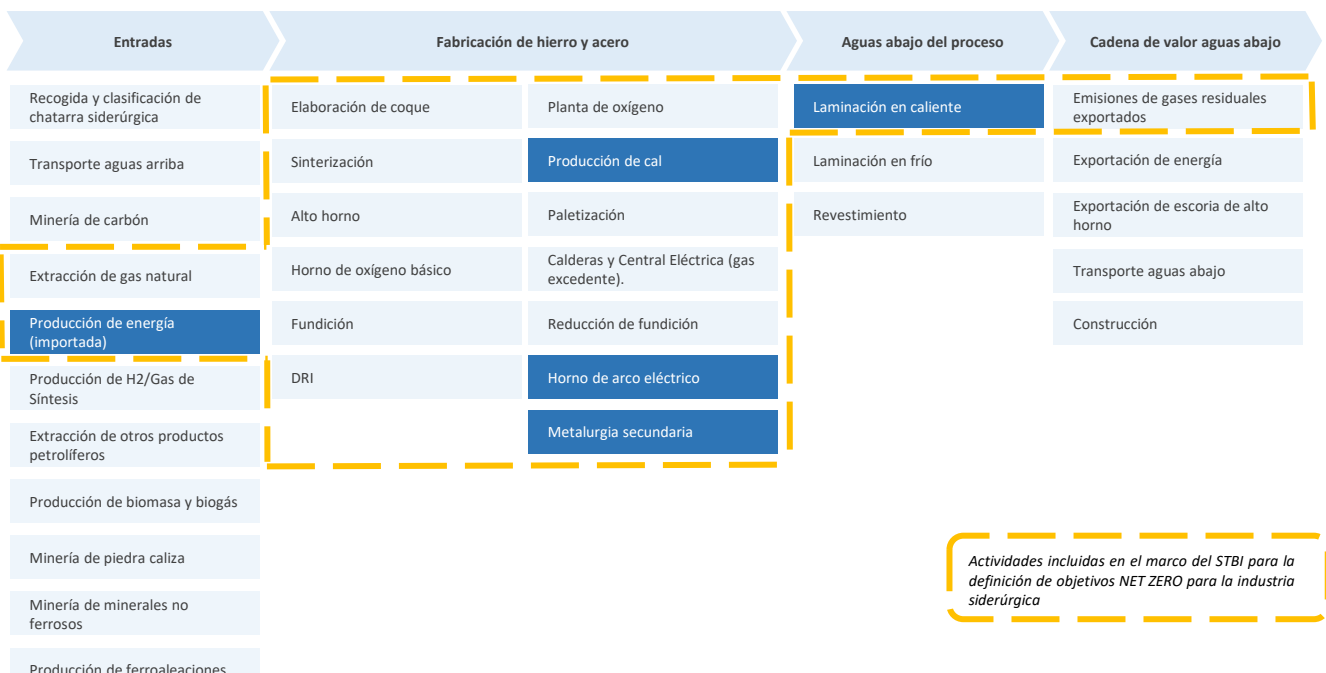 Entradas
Fabricación de hierro y acero
Aguas abajo del proceso
Cadena de valor aguas abajo
Recogida y clasificación de
chatarra siderúrgica
Transporte aguas arriba
Minería de carbón
Extracción de gas natural
Producción de energía
(importada)
Producción de H2/Gas de
Síntesis
Extracción de otros productos
petrolíferos
Producción de biomasa y biogás
Minería de piedra caliza
Minería de minerales no
ferrosos
Producción de ferroaleaciones
Elaboración de coque
Sinterización
Alto horno
Horno de oxígeno básico
Fundición
DRI
Planta de oxígeno
Producción de cal
Paletización
Calderas y Central Eléctrica (gas
excedente).
Reducción de fundición
Horno de arco eléctrico
Metalurgia secundaria
Laminación en caliente
Laminación en frío
Revestimiento
Emisiones de gases residuales
exportados
Exportación de energía
Exportación de escoria de alto
horno
Transporte aguas abajo
Construcción
Actividades incluidas en el marco del STBI para la
definición de objetivos NET ZERO para la industria
siderúrgica